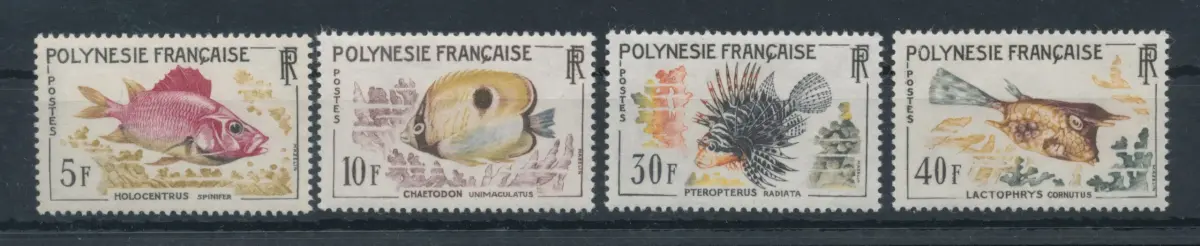 POLYNESIE FRANÇAISE RF
POSTES
5F
HOLOCENTRUS SPINIFER
POLYNESIE FRANÇAISE RF
POSTES
10F
CHAETODON UNIMACULATUS
POLYNESIE FRANÇAISE RF
POSTES
30F
PTEROPTERUS RADIATA
POLYNESIE FRANÇAISE RF
POSTES
40F
LACTOPHRYS CORNUTUS